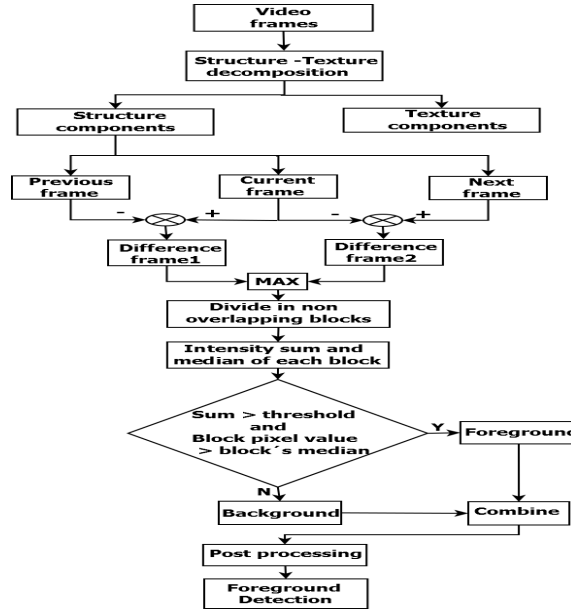 Video
frames
Structure -Texture
decomposition
Structure
components
Texture
components
Previous
frame
Current
frame
Next
frame
- + - +
Difference
frame1
Difference
frame2
MAX
Divide in non
overlapping blocks
Intensity sum and
median of each block
Sum > threshold
and
Block pixel value
> block´s median
Y
Foreground
N
Background
Combine
Post processing
Foreground
Detection